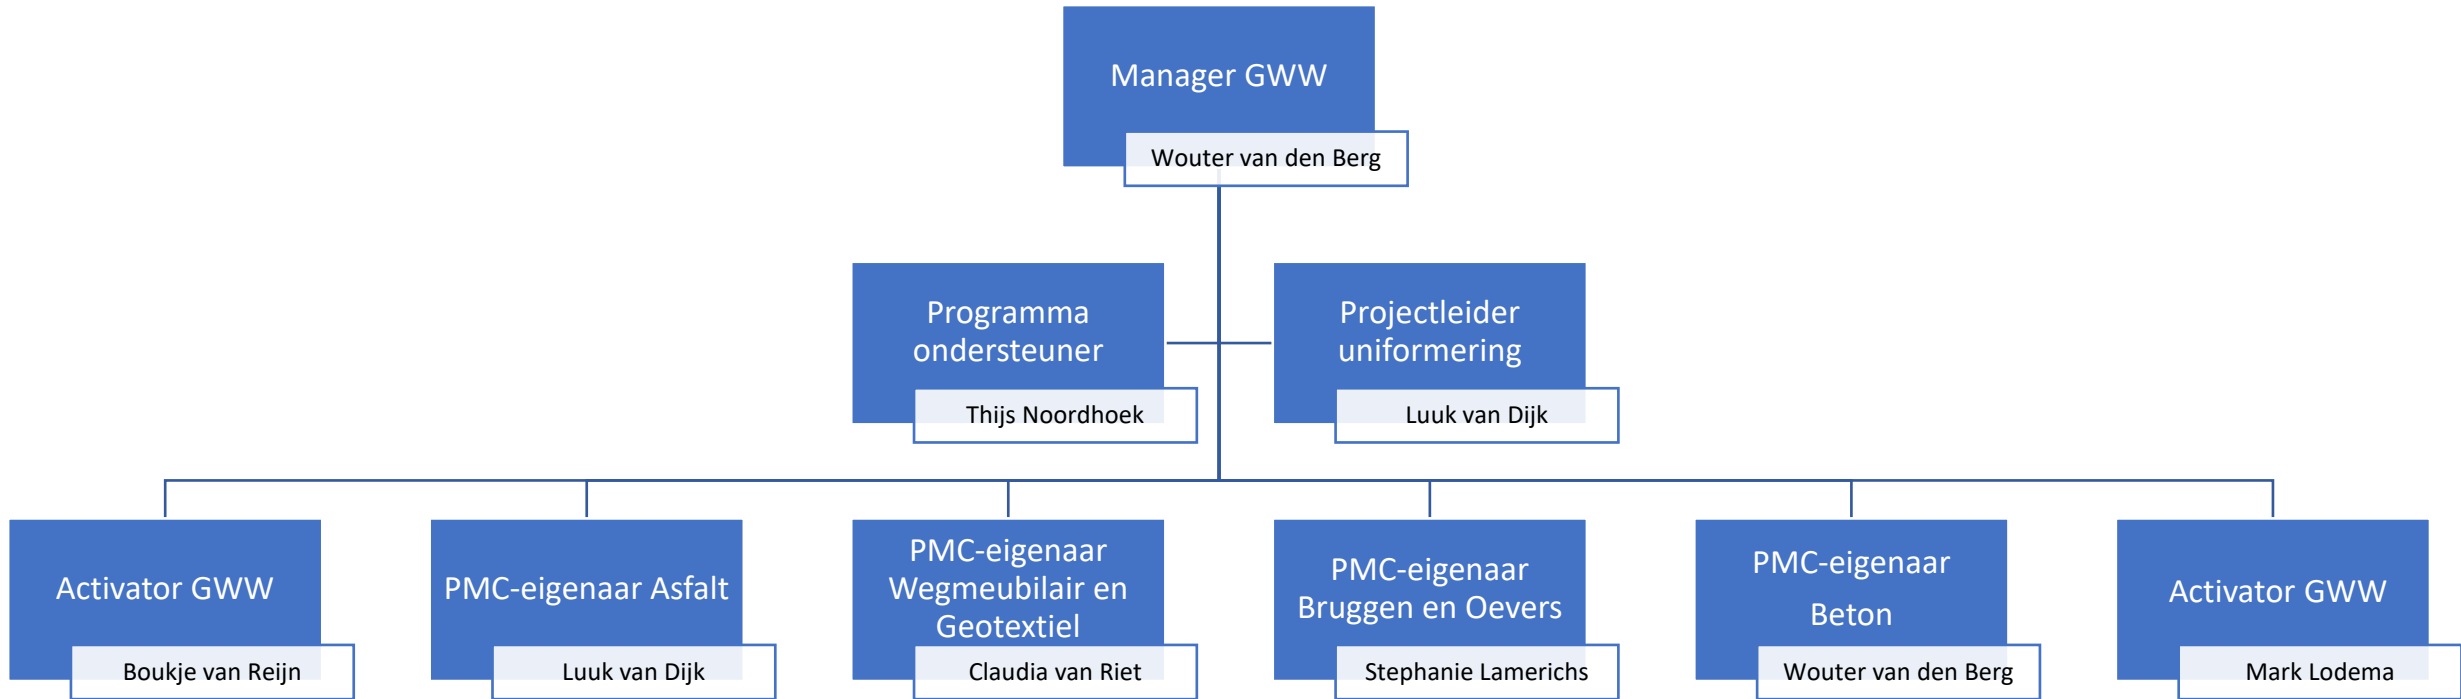 Manager GWW
Wouter van den Berg
Programma
ondersteuner
Thijs Noordhoek
Projectleider
uniformering
Luuk van Dijk
Activator GWW
Boukje van Reijn
PMC-eigenaar Asfalt
Luuk van Dijk
PMC-eigenaar
Wegmeubilair en
Geotextiel
Claudia van Riet
PMC-eigenaar
Bruggen en Oevers
Stephanie Lamerichs
PMC-eigenaar
Beton
Wouter van den Berg
Activator GWW
Mark Lodema